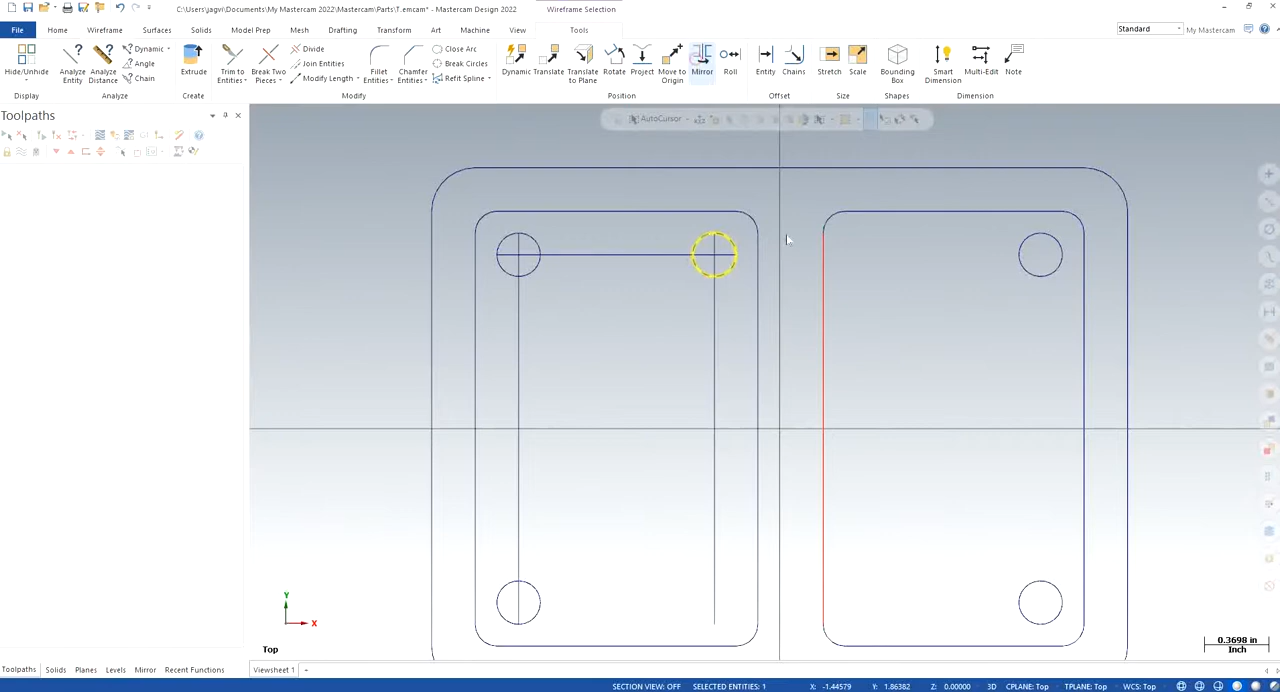 C:\Users\jagvi\Documents\My Mastercam 2022\Mastercam\Parts\T.emcam* - Mastercam Design 2022
Wireframe Selection
File Home Wireframe Surfaces Solids Model Prep Mesh Drafting Transform Art Machine View Tools
Standard My Mastercam
Hide/Unhide
Analyze Entity
Analyze Distance
Dynamic
Angle
Chain
Extrude
Trim to Entities
Break Two Pieces
Divide
Join Entities
Modify Length
Fillet Entities
Chamfer Entities
Close Arc
Break Circles
Refit Spline
Dynamic
Translate
Translate to Plane
Rotate
Project
Move to Origin
Mirror
Roll
Entity
Chains
Stretch
Scale
Bounding Box
Smart Dimension
Multi-Edit
Note
Display Analyze Create Modify Position Offset Size Shapes Dimension
Toolpaths
AutoCursor
Y
X
Top
0.3698 in
Inch
Toolpaths Solids Planes Levels Mirror Recent Functions
Viewsheet 1 +
SECTION VIEW: OFF SELECTED ENTITIES: 1 X: -1.44579 Y: 1.86382 Z: 0.00000 3D CPLANE: Top TPLANE: Top WCS: Top